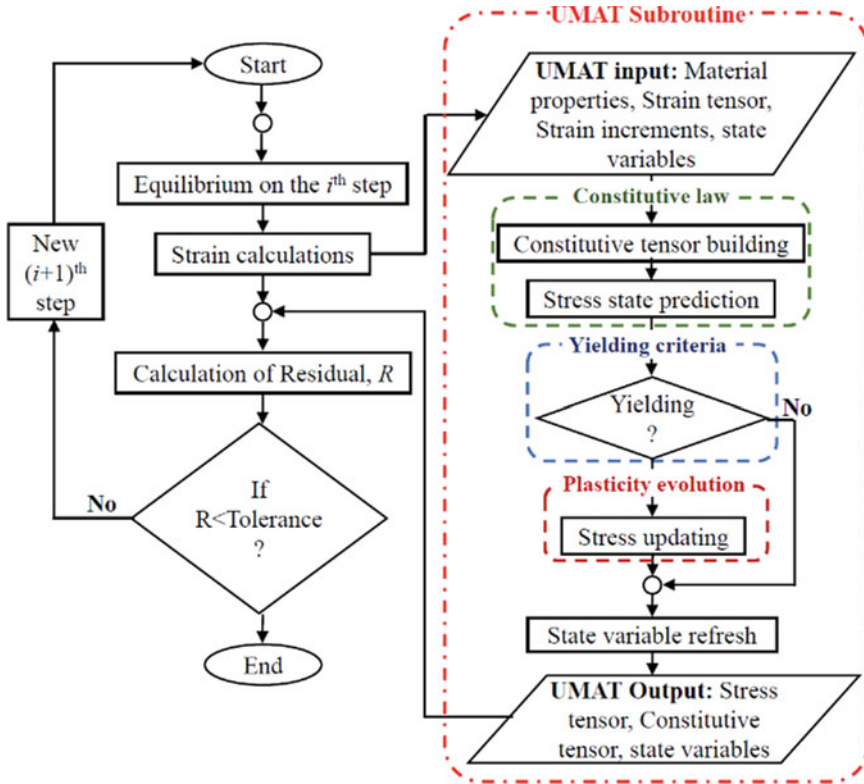 UMAT Subroutine
Start
Equilibrium on the ith step
Strain calculations
New
(i+1)th
step
Calculation of Residual, R
If
R<Tolerance
?
No
End
UMAT input: Material
properties, Strain tensor,
Strain increments, state
variables
Constitutive law
Constitutive tensor building
Stress state prediction
Yielding criteria
Yielding
?
No
Plasticity evolution
Stress updating
State variable refresh
UMAT Output: Stress
tensor, Constitutive
tensor, state variables